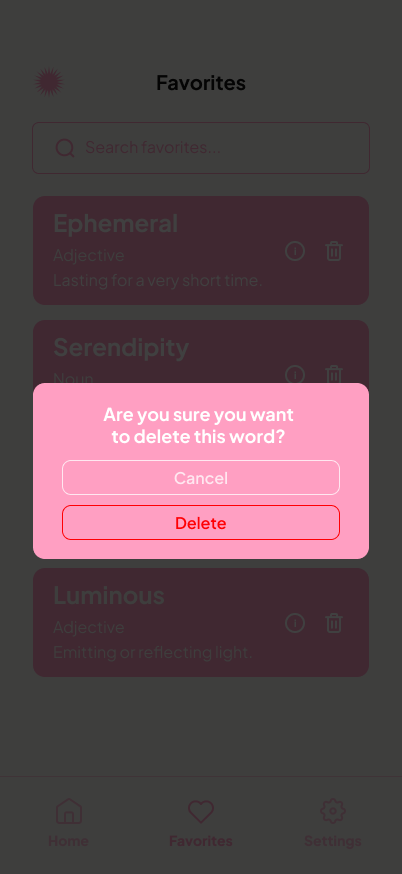 Favorites
Search favorites...
Ephemeral
Adjective
Lasting for a very short time.
Serendipity
Noun
Are you sure you want
to delete this word?
Cancel
Delete
Luminous
Adjective
Emitting or reflecting light.
Home
Favorites
Settings